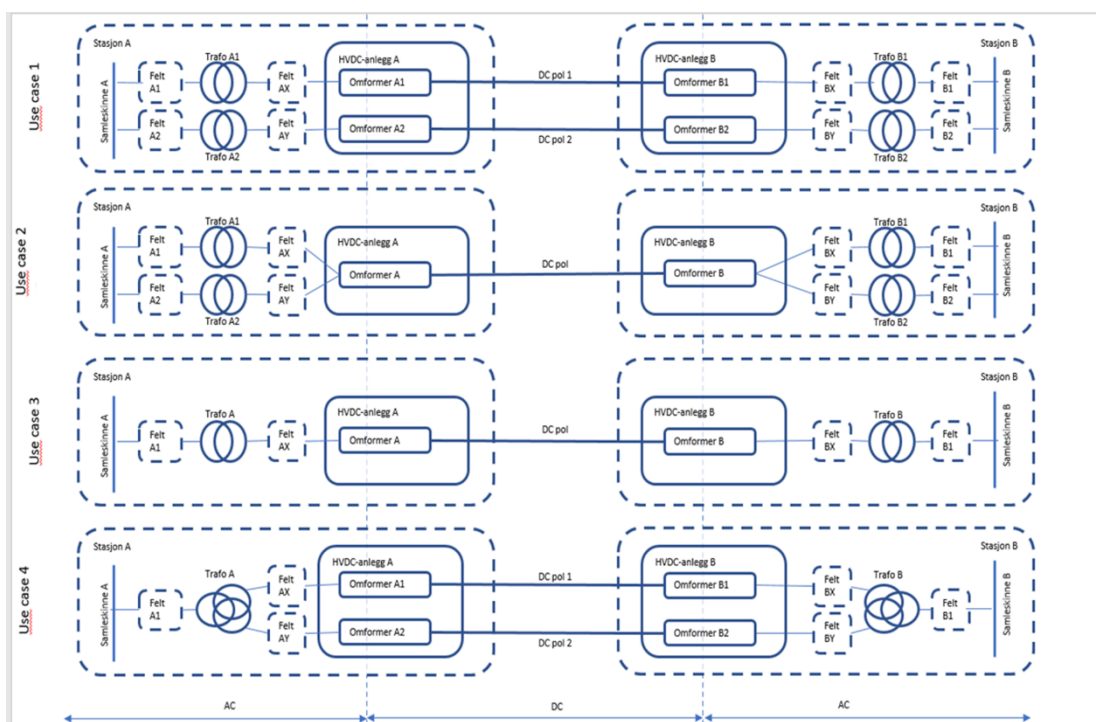 Use case 1
Stasjon A
Samleskinne A
Felt
A1
Trafo A1
Felt
AX
Felt
A2
Trafo A2
Felt
AY
HVDC-anlegg A
Omformer A1
Omformer A2
DC pol 1
DC pol 2
HVDC-anlegg B
Omformer B1
Omformer B2
Felt
BX
Trafo B1
Felt
B1
Felt
BY
Trafo B2
Felt
B2
Stasjon B
Samleskinne B
Use case 2
Stasjon A
Samleskinne A
Felt
A1
Trafo A1
Felt
AX
Felt
A2
Trafo A2
Felt
AY
HVDC-anlegg A
Omformer A
DC pol
HVDC-anlegg B
Omformer B
Felt
BX
Trafo B1
Felt
B1
Felt
BY
Trafo B2
Felt
B2
Stasjon B
Samleskinne B
Use case 3
Stasjon A
Samleskinne A
Felt
A1
Trafo A
Felt
AX
HVDC-anlegg A
Omformer A
DC pol
HVDC-anlegg B
Omformer B
Felt
BX
Trafo B
Felt
B1
Stasjon B
Samleskinne B
Use case 4
Stasjon A
Samleskinne A
Felt
A1
Trafo A
Felt
AX
Felt
AY
HVDC-anlegg A
Omformer A1
Omformer A2
DC pol 1
DC pol 2
HVDC-anlegg B
Omformer B1
Omformer B2
Felt
BX
Felt
BY
Trafo B
Felt
B1
Stasjon B
Samleskinne B
AC
DC
AC